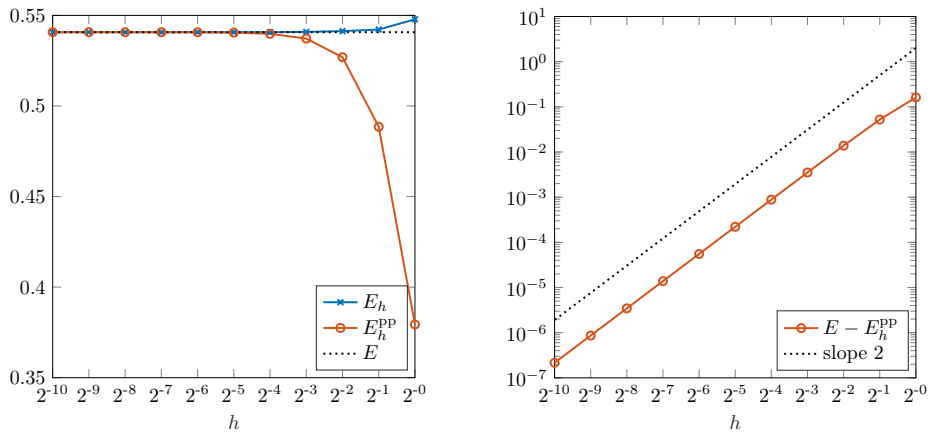 0.55
0.5
0.45
0.4
0.35
2^-10 2^-9 2^-8 2^-7 2^-6 2^-5 2^-4 2^-3 2^-2 2^-1 2^-0
h
E_h
E_h^pp
E
10^1
10^0
10^−1
10^−2
10^−3
10^−4
10^−5
10^−6
10^−7
2^-10 2^-9 2^-8 2^-7 2^-6 2^-5 2^-4 2^-3 2^-2 2^-1 2^-0
h
E − E_h^pp
slope 2